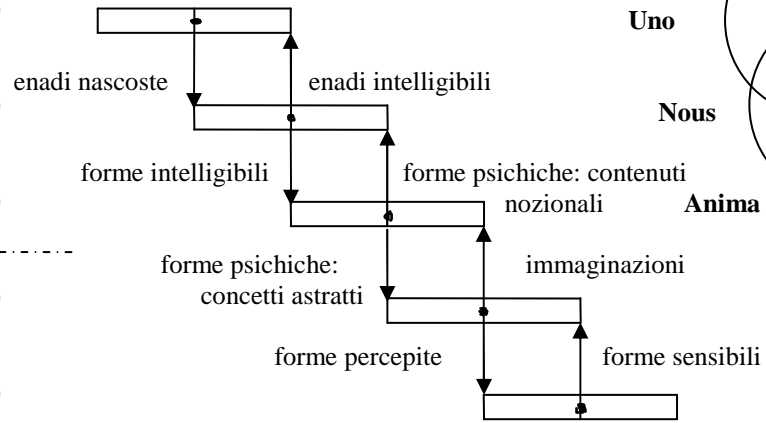 Uno
enadi nascoste
enadi intelligibili
Nous
forme intelligibili
forme psichiche: contenuti
nozionali
Anima
forme psichiche:
concetti astratti
immaginazioni
forme percepite
forme sensibili